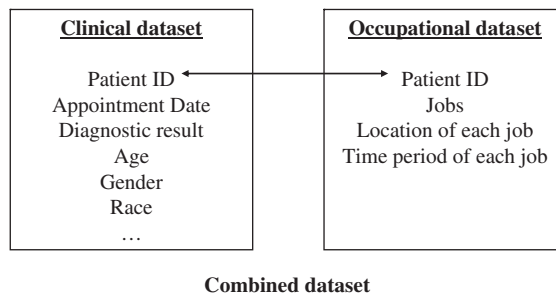 Clinical dataset
Patient ID
Appointment Date
Diagnostic result
Age
Gender
Race
…
Occupational dataset
Patient ID
Jobs
Location of each job
Time period of each job
Combined dataset